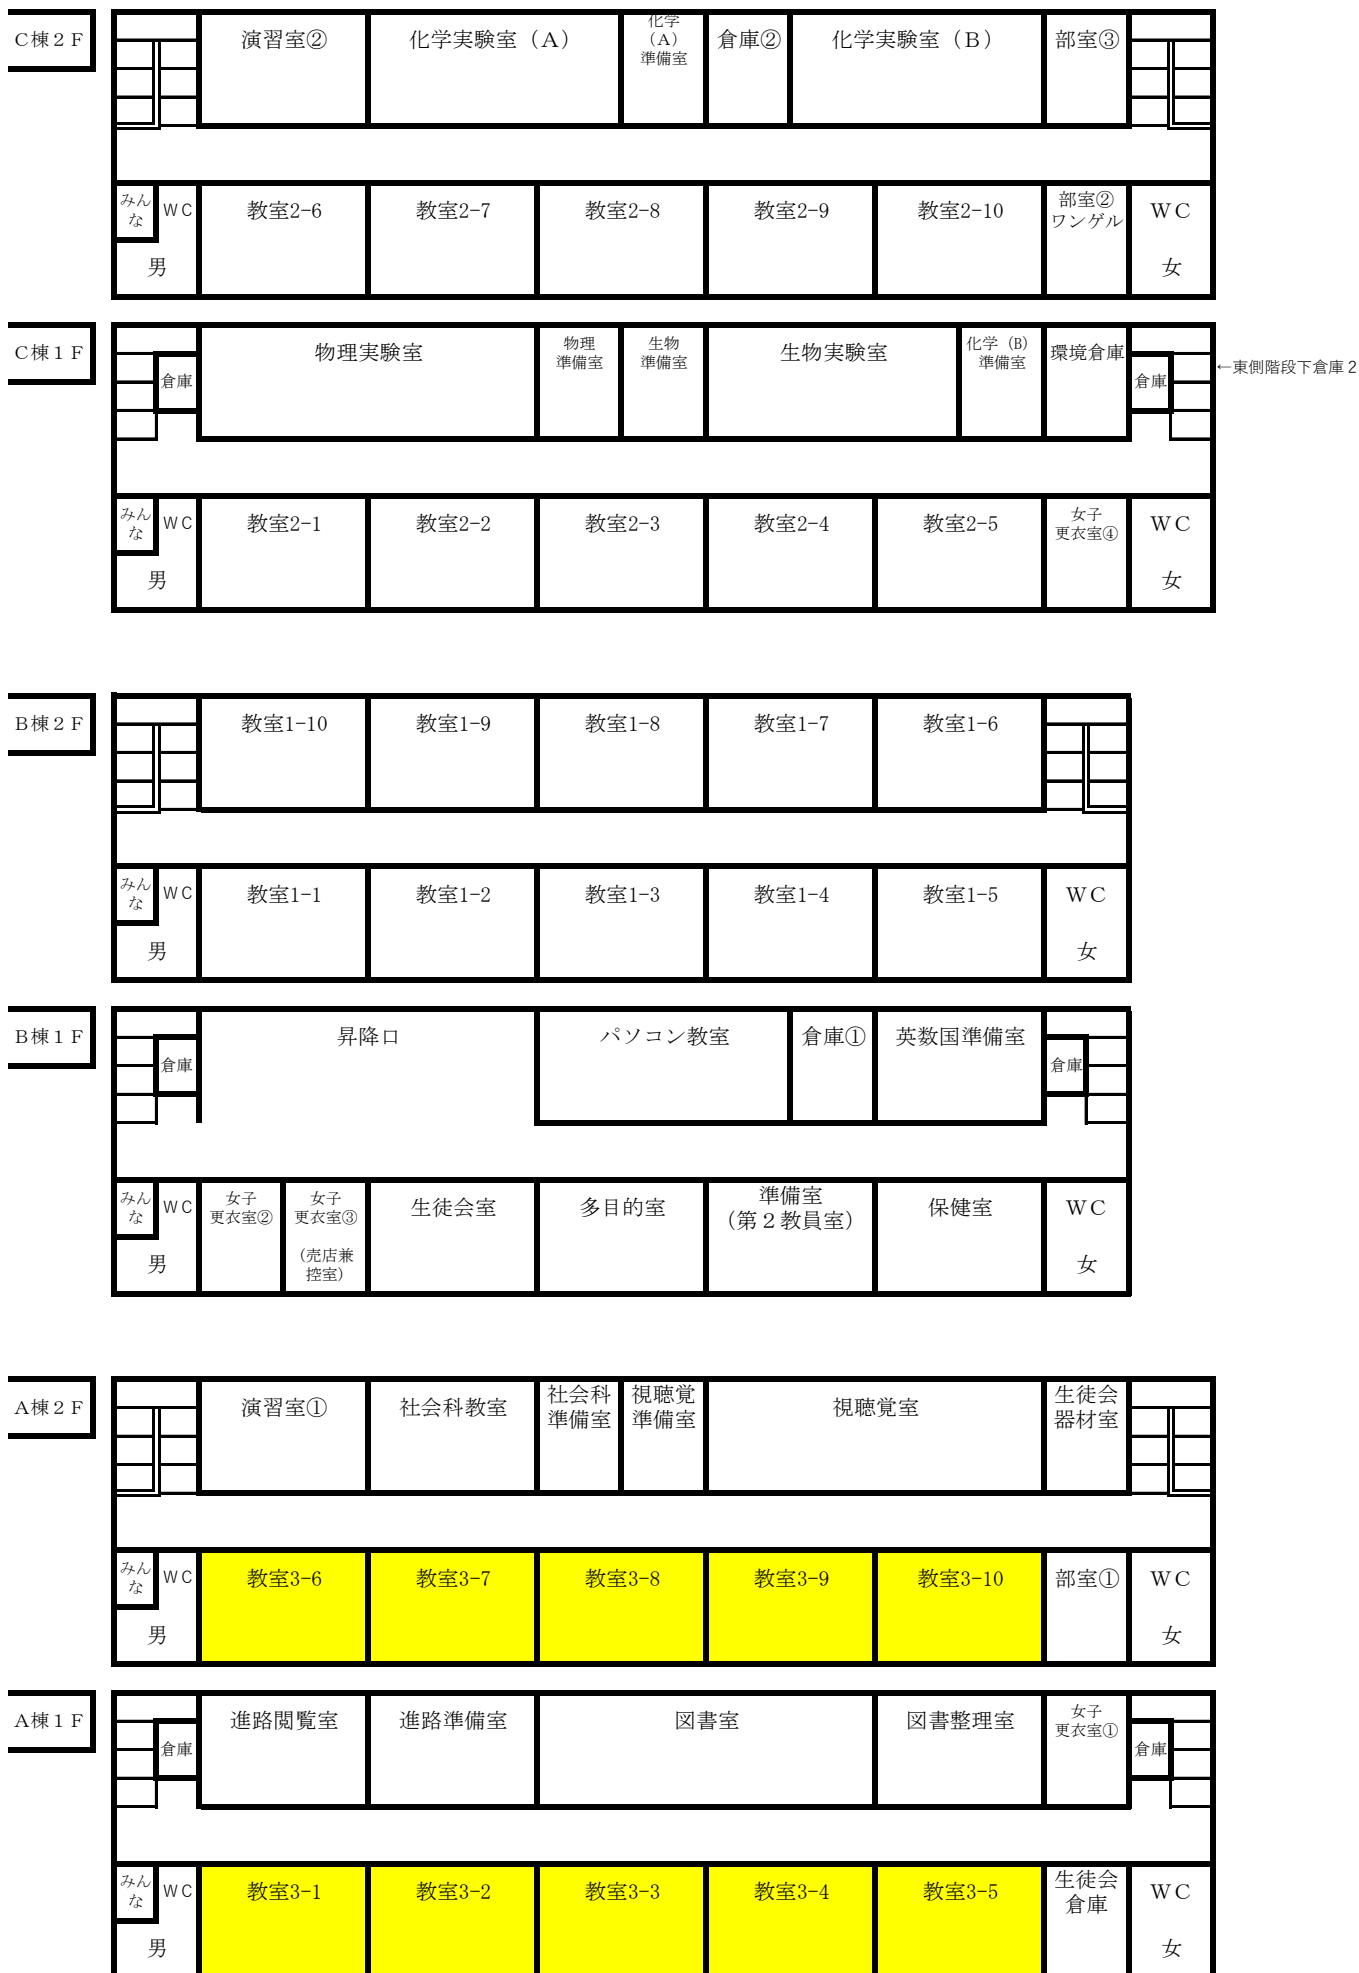 C棟２F
演習室②
化学実験室（A）
化学
（A）
準備室
倉庫②
化学実験室（B）
部室③
みん
な
WC
男
教室2-6
教室2-7
教室2-8
教室2-9
教室2-10
部室②
ワンゲル
WC
女
C棟１F
倉庫
物理実験室
物理
準備室
生物
準備室
生物実験室
化学（B）
準備室
環境倉庫
倉庫
←東側階段下倉庫２
みん
な
WC
男
教室2-1
教室2-2
教室2-3
教室2-4
教室2-5
女子
更衣室④
WC
女
B棟２F
教室1-10
教室1-9
教室1-8
教室1-7
教室1-6
みん
な
WC
男
教室1-1
教室1-2
教室1-3
教室1-4
教室1-5
WC
女
B棟１F
倉庫
昇降口
パソコン教室
倉庫①
英数国準備室
倉庫
みん
な
WC
男
女子
更衣室②
女子
更衣室③
（売店兼
控室）
生徒会室
多目的室
準備室
（第２教員室）
保健室
WC
女
A棟２F
演習室①
社会科教室
社会科
準備室
視聴覚
準備室
視聴覚室
生徒会
器材室
みん
な
WC
男
教室3-6
教室3-7
教室3-8
教室3-9
教室3-10
部室①
WC
女
A棟１F
倉庫
進路閲覧室
進路準備室
図書室
図書整理室
女子
更衣室①
倉庫
みん
な
WC
男
教室3-1
教室3-2
教室3-3
教室3-4
教室3-5
生徒会
倉庫
WC
女